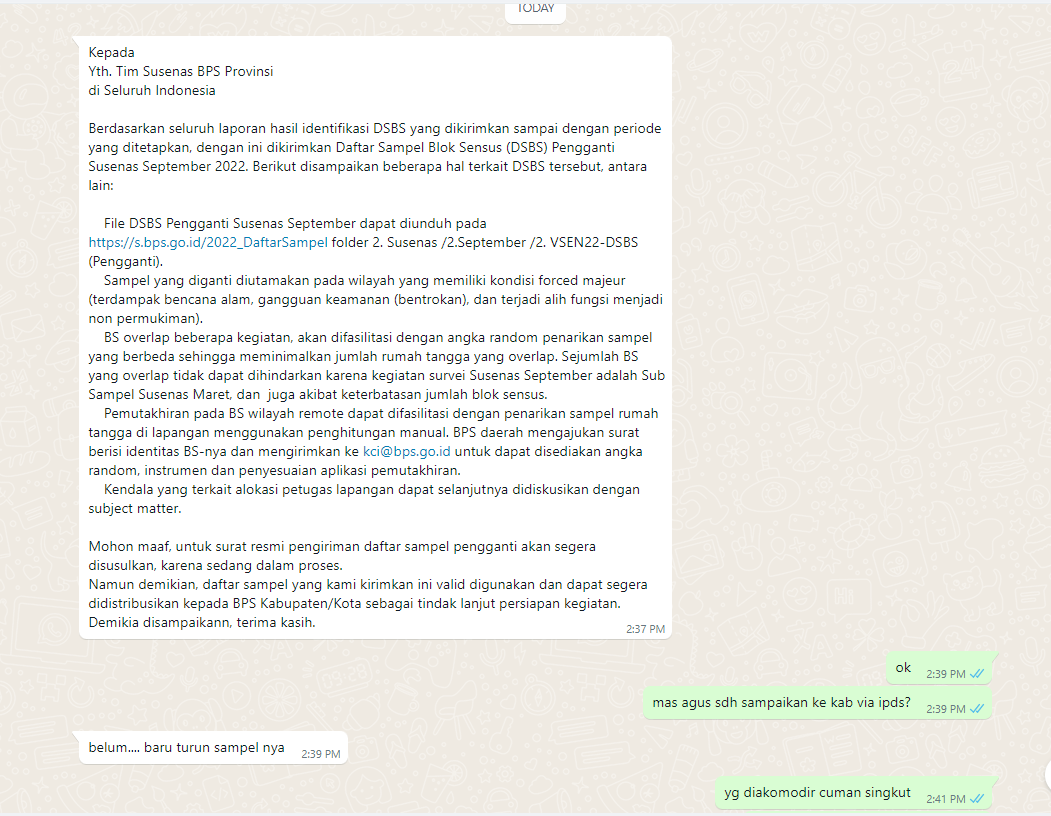 TODAY
Kepada
Yth. Tim Susenas BPS Provinsi
di Seluruh Indonesia
Berdasarkan seluruh laporan hasil identifikasi DSBS yang dikirimkan sampai dengan periode
yang ditetapkan, dengan ini dikirimkan Daftar Sampel Blok Sensus (DSBS) Pengganti
Susenas September 2022. Berikut disampaikan beberapa hal terkait DSBS tersebut, antara
lain:
File DSBS Pengganti Susenas September dapat diunduh pada
https://s.bps.go.id/2022_DaftarSampel folder 2. Susenas /2.September /2. VSEN22-DSBS
(Pengganti).
Sampel yang diganti diutamakan pada wilayah yang memiliki kondisi forced majeur
(terdampak bencana alam, gangguan keamanan (bentrokan), dan terjadi alih fungsi menjadi
non permukiman).
BS overlap beberapa kegiatan, akan difasilitasi dengan angka random penarikan sampel
yang berbeda sehingga meminimalkan jumlah rumah tangga yang overlap. Sejumlah BS
yang overlap tidak dapat dihindarkan karena kegiatan survei Susenas September adalah Sub
Sampel Susenas Maret, dan  juga akibat keterbatasan jumlah blok sensus.
Pemutakhiran pada BS wilayah remote dapat difasilitasi dengan penarikan sampel rumah
tangga di lapangan menggunakan penghitungan manual. BPS daerah mengajukan surat
berisi identitas BS-nya dan mengirimkan ke kci@bps.go.id untuk dapat disediakan angka
random, instrumen dan penyesuaian aplikasi pemutakhiran.
Kendala yang terkait alokasi petugas lapangan dapat selanjutnya didiskusikan dengan
subject matter.
Mohon maaf, untuk surat resmi pengiriman daftar sampel pengganti akan segera
disusulkan, karena sedang dalam proses.
Namun demikian, daftar sampel yang kami kirimkan ini valid digunakan dan dapat segera
didistribusikan kepada BPS Kabupaten/Kota sebagai tindak lanjut persiapan kegiatan.
Demikia disampaikann, terima kasih.
2:37 PM
ok 2:39 PM
mas agus sdh sampaikan ke kab via ipds? 2:39 PM
belum.... baru turun sampel nya 2:39 PM
yg diakomodir cuman singkut 2:41 PM